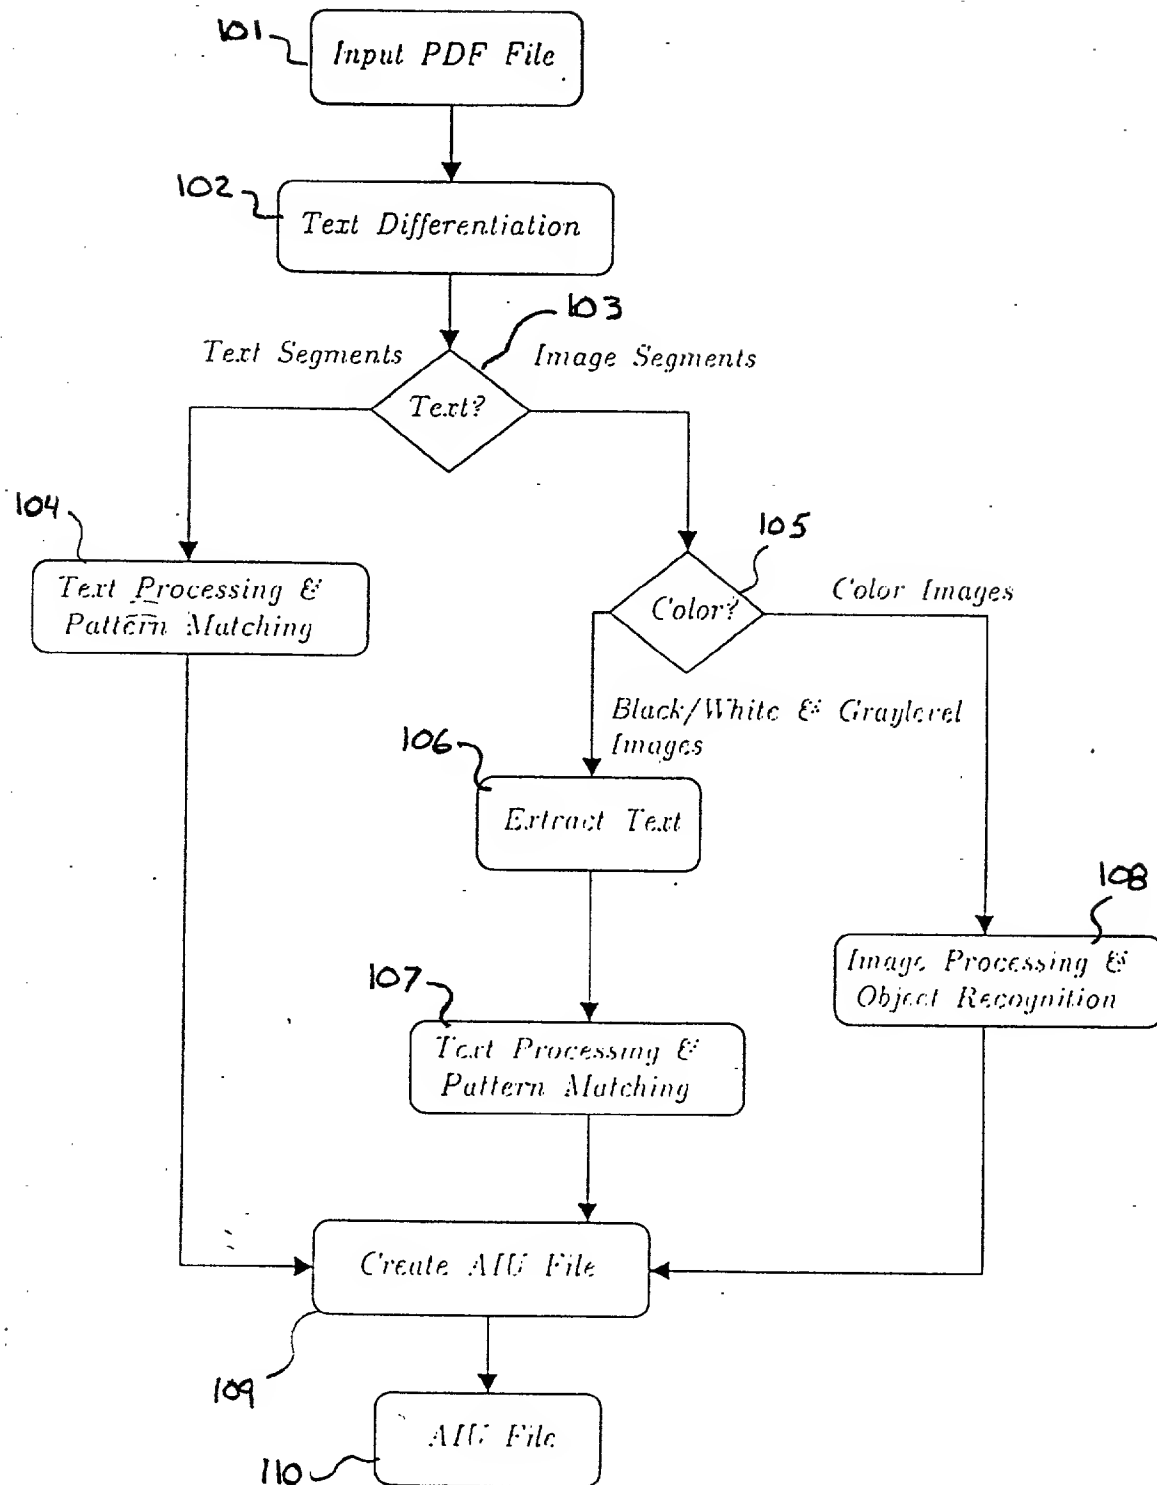 101
Input PDF File
102
Text Differentiation
103
Text Segments
Image Segments
Text?
104
Text Processing &
Pattern Matching
105
Color?
Color Images
Black/White & Graylevel
Images
106
Extract Text
108
Image Processing &
Object Recognition
107
Text Processing &
Pattern Matching
Create AIU File
109
AIU File
110